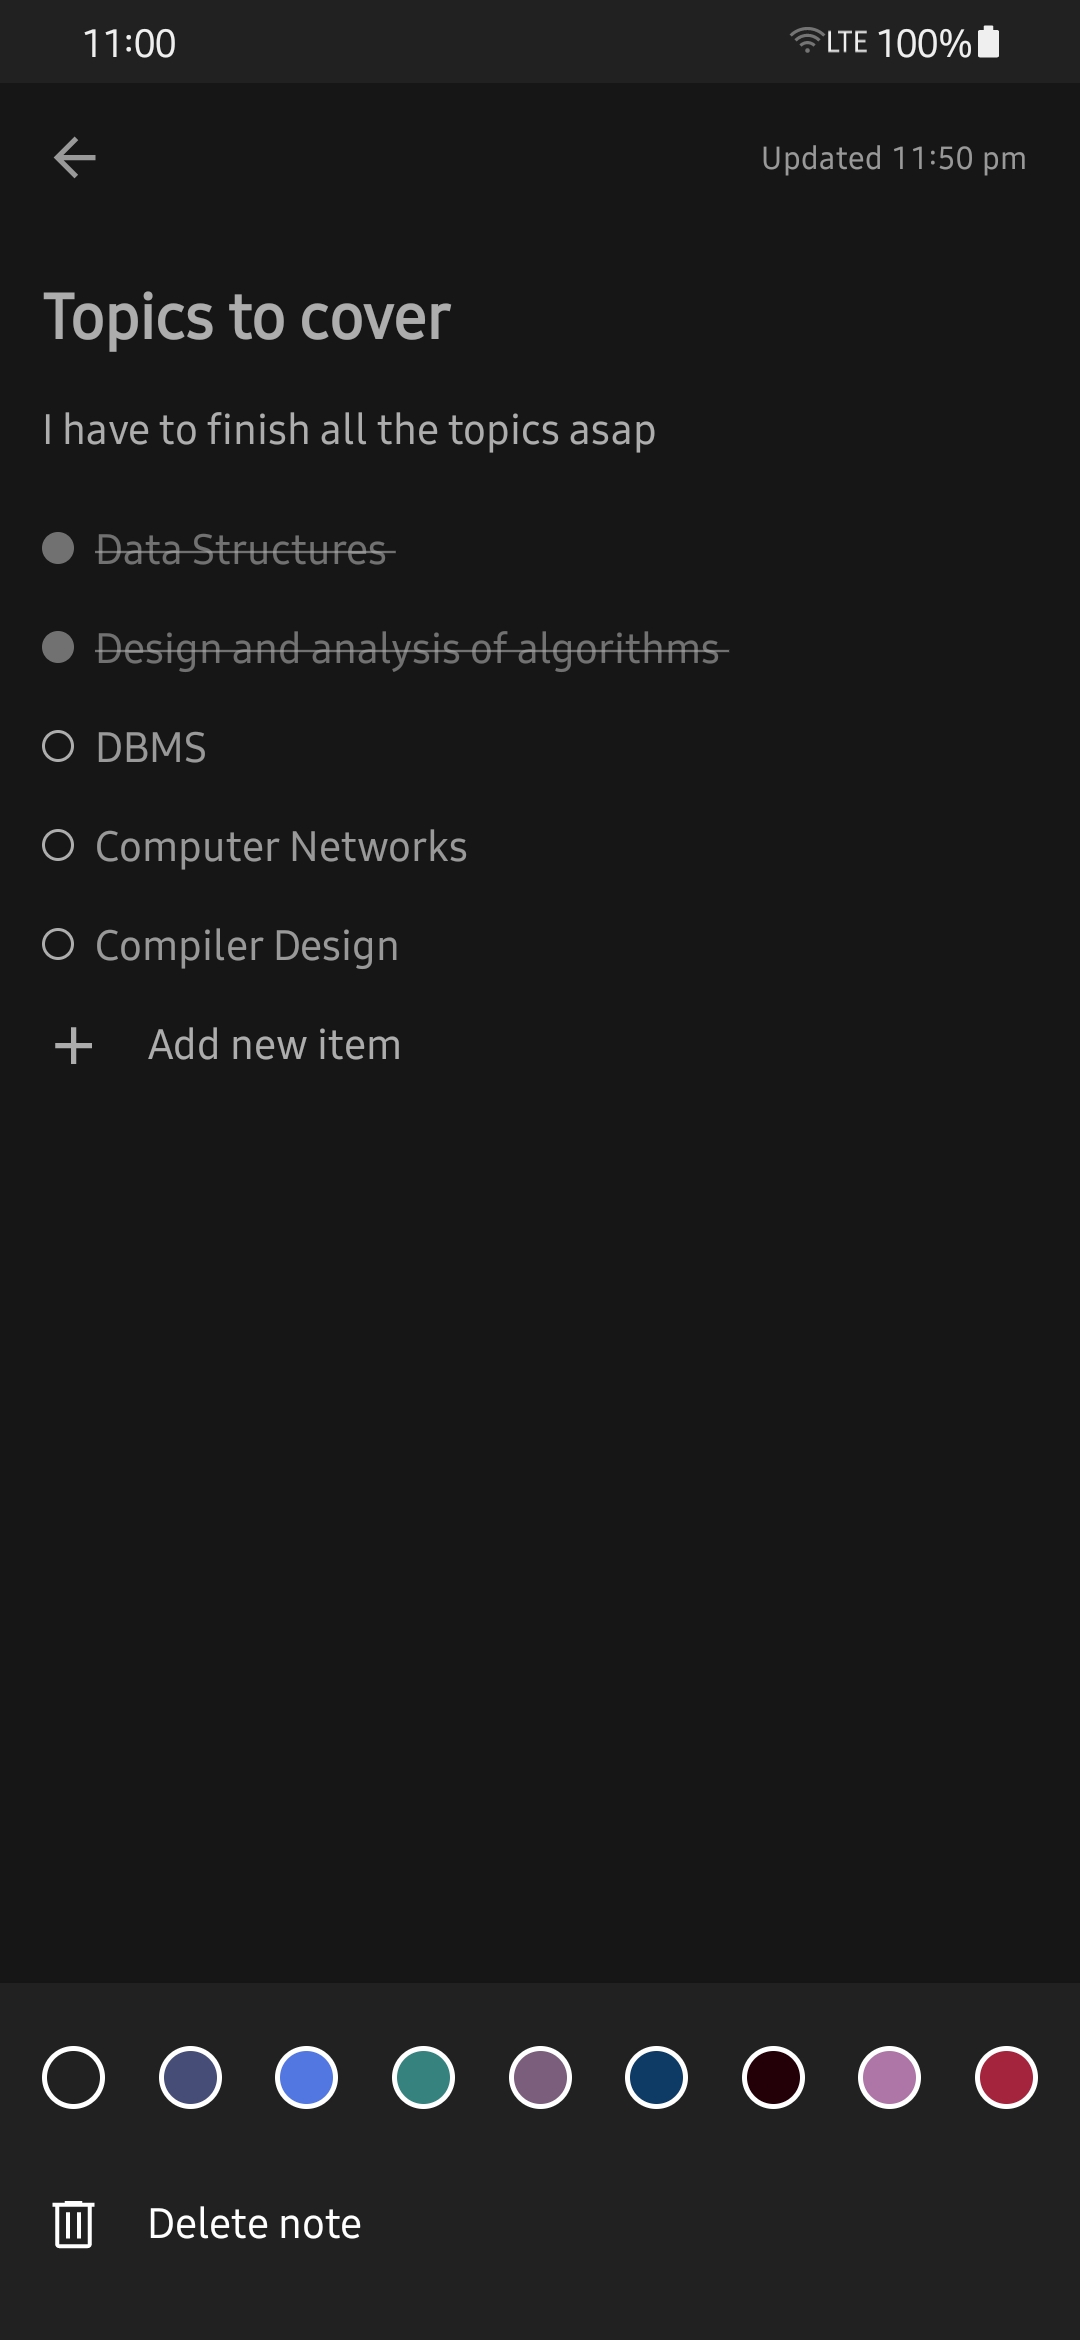 11:00 LTE 100%
Updated 11:50 pm
Topics to cover
I have to finish all the topics asap
Data Structures
Design and analysis of algorithms
DBMS
Computer Networks
Compiler Design
Add new item
Delete note